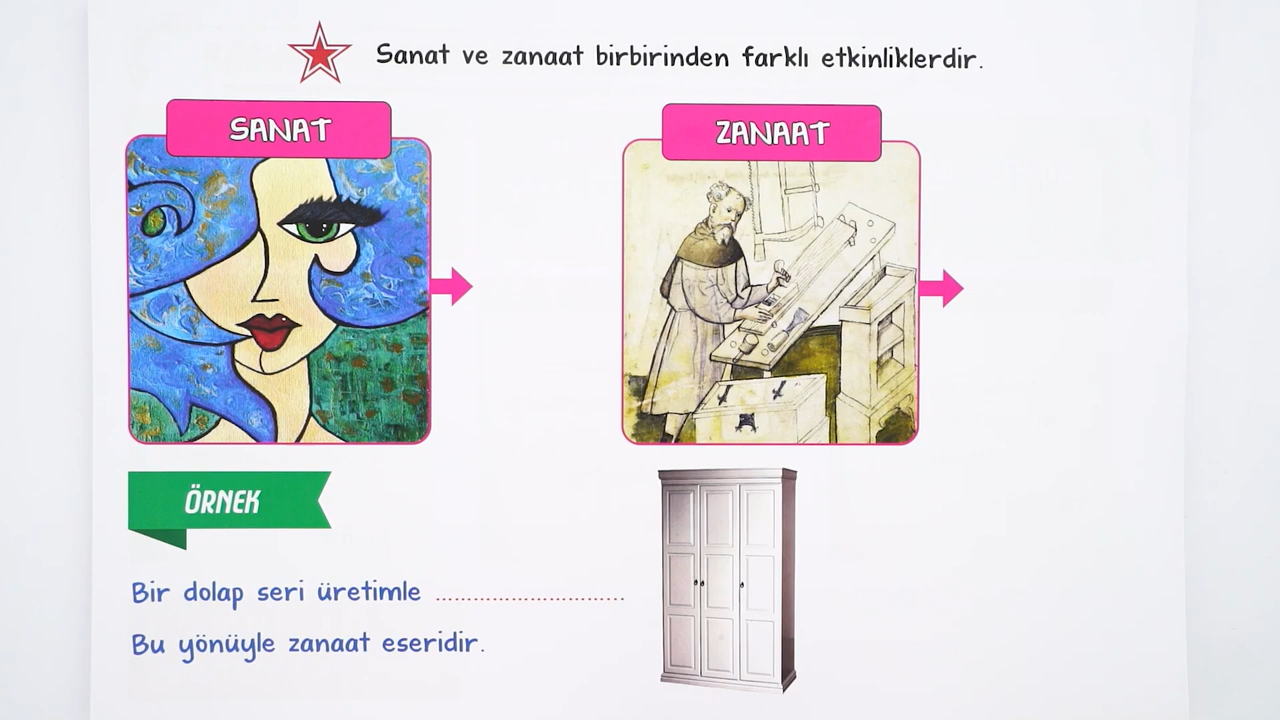 Sanat ve zanaat birbirinden farklı etkinliklerdir.
SANAT
ZANAAT
ÖRNEK
Bir dolap seri üretimle ..............................
Bu yönüyle zanaat eseridir.